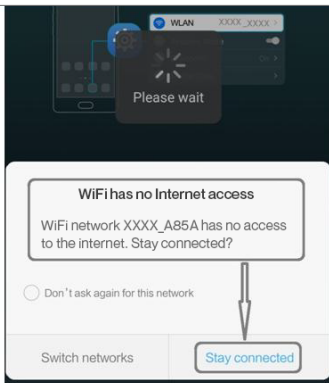 WLAN XXXX_XXXX >
Please wait
WiFi has no Internet access
WiFi network XXXX_A85A has no access
to the internet. Stay connected?
Don't ask again for this network
Switch networks Stay connected